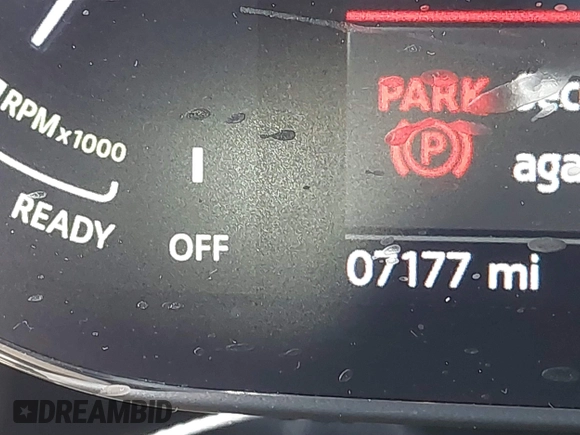 PARK
(P)
aga
RPMx1000
READY
OFF
07177 mi
DREAMBID